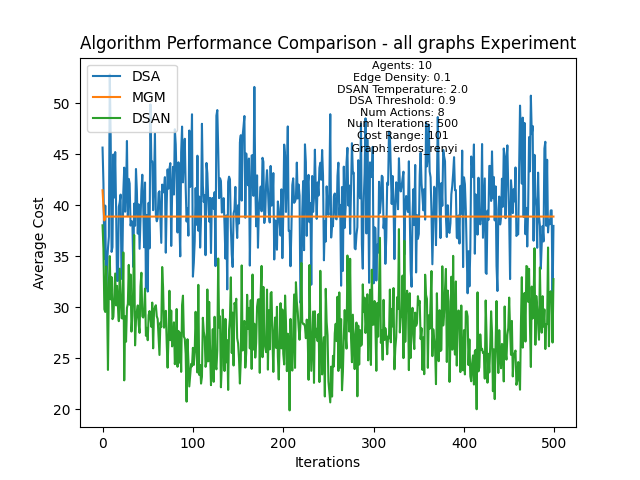 Algorithm Performance Comparison - all graphs Experiment
DSA
MGM
DSAN
Agents: 10
Edge Density: 0.1
DSAN Temperature: 2.0
DSA Threshold: 0.9
Num Actions: 8
Num Iterations: 500
Cost Range: 101
Graph: erdos_renyi
Average Cost
50
45
40
35
30
25
20
0
100
200
300
400
500
Iterations